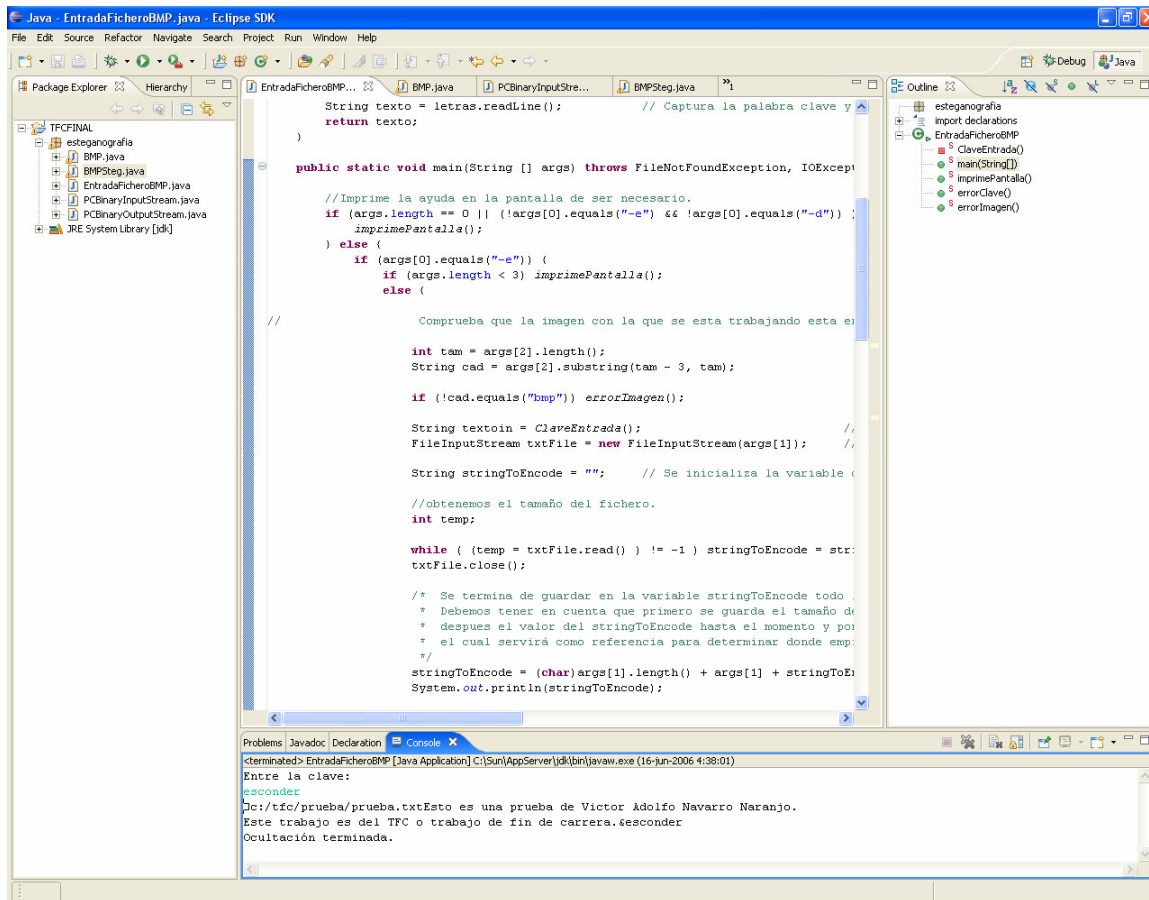 Java - EntradaFicheroBMP.java - Eclipse SDK
File Edit Source Refactor Navigate Search Project Run Window Help
Debug Java
Package Explorer Hierarchy
TFCFINAL
esteganografia
BMP.java
BMPSteg.java
EntradaFicheroBMP.java
PCBinaryInputStream.java
PCBinaryOutputStream.java
JRE System Library [jdk]
EntradaFicheroBMP... BMP.java PCBinaryInputStre... BMPSteg.java »1
String texto = letras.readLine(); // Captura la palabra clave y
return texto;
}
public static void main(String [] args) throws FileNotFoundException, IOExcept
//Imprime la ayuda en la pantalla de ser necesario.
if (args.length == 0 || (!args[0].equals("-e") && !args[0].equals("-d")) )
imprimePantalla();
} else {
if (args[0].equals("-e")) {
if (args.length < 3) imprimePantalla();
else {
// Comprueba que la imagen con la que se esta trabajando esta en
int tam = args[2].length();
String cad = args[2].substring(tam - 3, tam);
if (!cad.equals("bmp")) errorImagen();
String textoin = ClaveEntrada(); //
FileInputStream txtFile = new FileInputStream(args[1]); //
String stringToEncode = ""; // Se inicializa la variable
//obtenemos el tamaño del fichero.
int temp;
while ( (temp = txtFile.read() ) != -1 ) stringToEncode = str
txtFile.close();
/* Se termina de guardar en la variable stringToEncode todo
* Debemos tener en cuenta que primero se guarda el tamaño de
* despues el valor del stringToEncode hasta el momento y por
* el cual servirá como referencia para determinar donde emp
*/
stringToEncode = (char)args[1].length() + args[1] + stringToEn
System.out.println(stringToEncode);
Outline
esteganografia
import declarations
EntradaFicheroBMP
S ClaveEntrada()
S main(String[])
S imprimePantalla()
S errorClave()
S errorImagen()
Problems Javadoc Declaration Console
<terminated> EntradaFicheroBMP [Java Application] C:\Sun\AppServer\jdk\bin\javaw.exe (16-jun-2006 4:38:01)
Entre la clave:
esconder
c:/tfc/prueba/prueba.txtEsto es una prueba de Victor Adolfo Navarro Naranjo.
Este trabajo es del TFC o trabajo de fin de carrera.&esconder
Ocultación terminada.